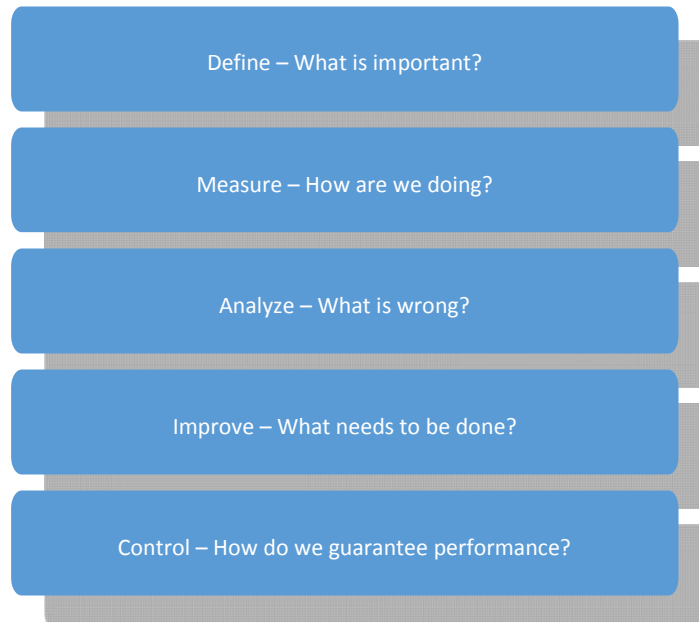 Define – What is important?
Measure – How are we doing?
Analyze – What is wrong?
Improve – What needs to be done?
Control – How do we guarantee performance?